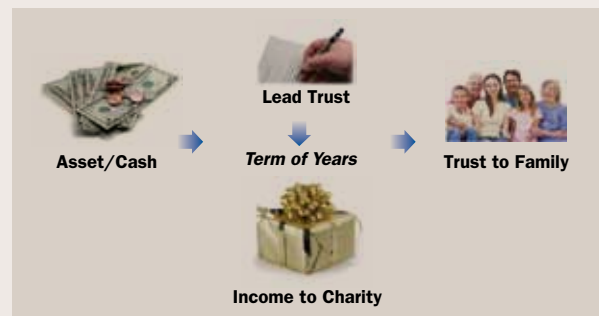 Lead Trust
Asset/Cash
Term of Years
Trust to Family
Income to Charity